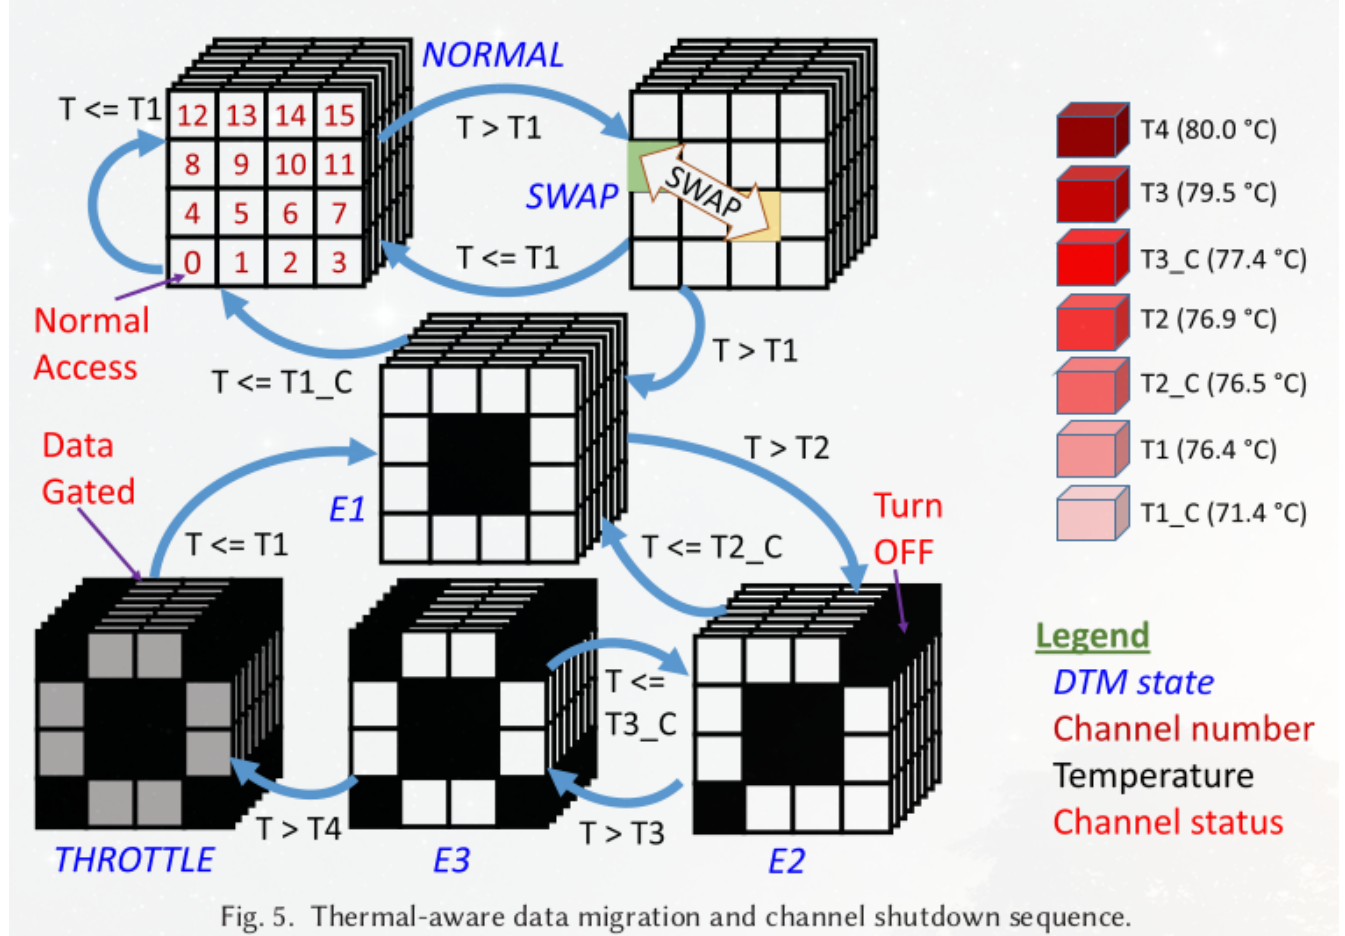 NORMAL
T <= T1
12 13 14 15
8 9 10 11
4 5 6 7
0 1 2 3
T > T1
SWAP
SWAP
T <= T1
Normal
Access
T <= T1_C
T > T1
Data
Gated
T <= T1
E1
T > T2
T <= T2_C
Turn
OFF
T <=
T3_C
T > T4
T > T3
THROTTLE
E3
E2
T4 (80.0 °C)
T3 (79.5 °C)
T3_C (77.4 °C)
T2 (76.9 °C)
T2_C (76.5 °C)
T1 (76.4 °C)
T1_C (71.4 °C)
Legend
DTM state
Channel number
Temperature
Channel status
Fig. 5. Thermal-aware data migration and channel shutdown sequence.